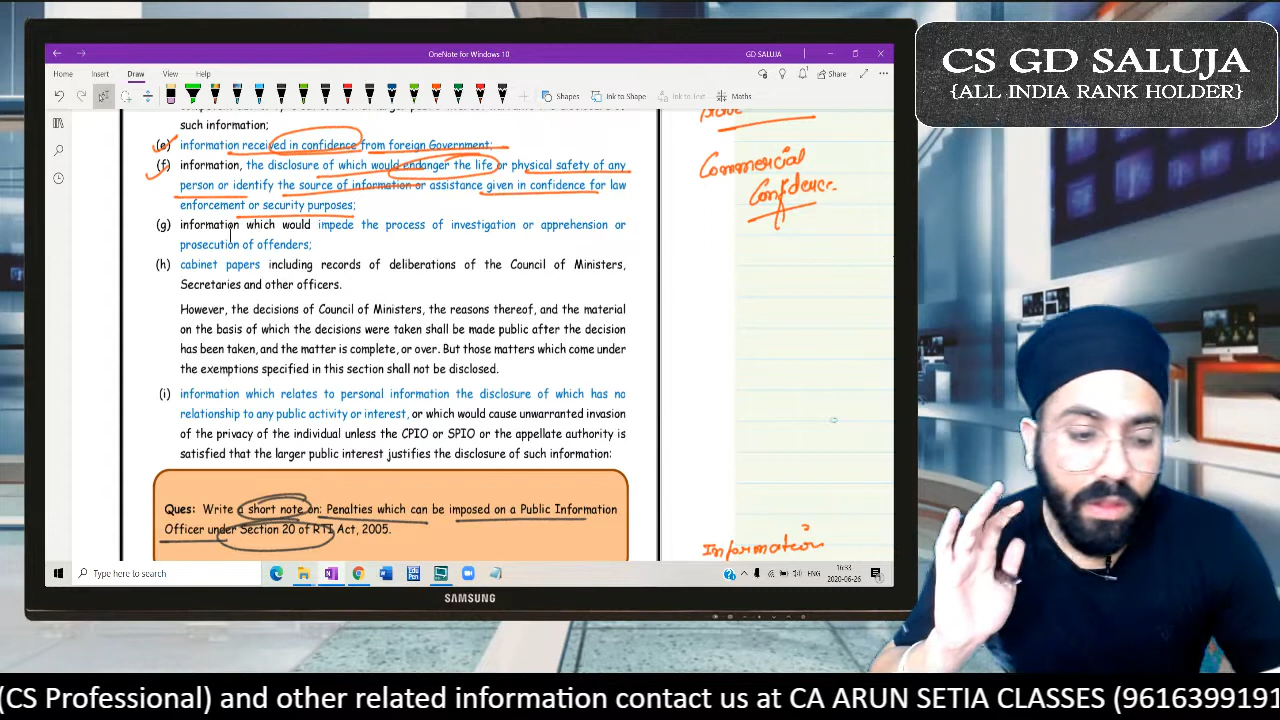 OneNote for Windows 10
GD SALUJA
Home Insert Draw View Help
Share
Shapes
Ink to Shape
Ink to Text
Maths
such information;
(e) information received in confidence from foreign Government;
(f) information, the disclosure of which would endanger the life or physical safety of any
person or identify the source of information or assistance given in confidence for law
enforcement or security purposes;
(g) information which would impede the process of investigation or apprehension or
prosecution of offenders;
(h) cabinet papers including records of deliberations of the Council of Ministers,
Secretaries and other officers.
However, the decisions of Council of Ministers, the reasons thereof, and the material
on the basis of which the decisions were taken shall be made public after the decision
has been taken, and the matter is complete, or over. But those matters which come under
the exemptions specified in this section shall not be disclosed.
(i) information which relates to personal information the disclosure of which has no
relationship to any public activity or interest, or which would cause unwarranted invasion
of the privacy of the individual unless the CPIO or SPIO or the appellate authority is
satisfied that the larger public interest justifies the disclosure of such information:
Ques: Write a short note on: Penalties which can be imposed on a Public Information
Officer under Section 20 of RTI Act, 2005.
Commercial
Confidence
Information
Type here to search
ENG
16:53
2020-06-26
SAMSUNG
CS GD SALUJA
{ALL INDIA RANK HOLDER}
(CS Professional) and other related information contact us at CA ARUN SETIA CLASSES (9616399191